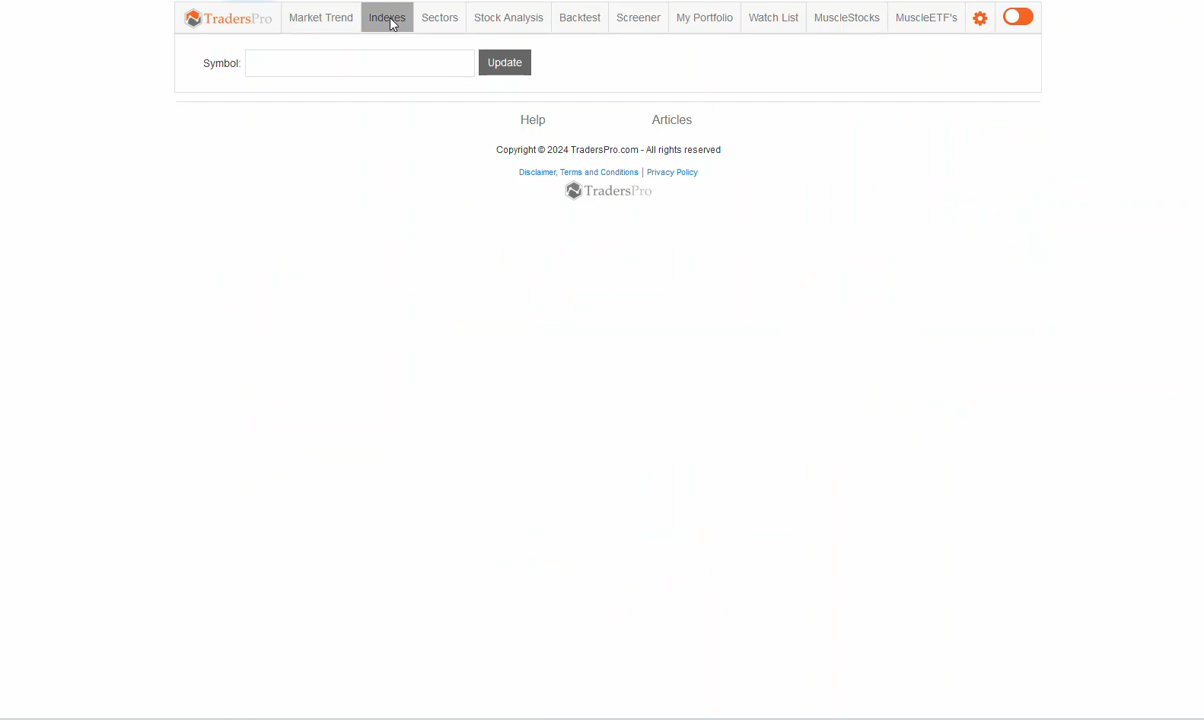 TradersPro Market Trend Indexes Sectors Stock Analysis Backtest Screener My Portfolio Watch List MuscleStocks MuscleETF's
Symbol: Update
Help Articles
Copyright © 2024 TradersPro.com - All rights reserved
Disclaimer, Terms and Conditions | Privacy Policy
TradersPro